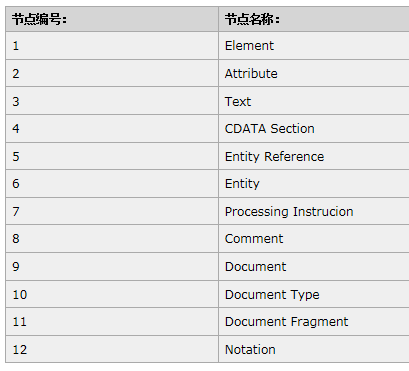 节点编号： 节点名称：
1 Element
2 Attribute
3 Text
4 CDATA Section
5 Entity Reference
6 Entity
7 Processing Instrucion
8 Comment
9 Document
10 Document Type
11 Document Fragment
12 Notation